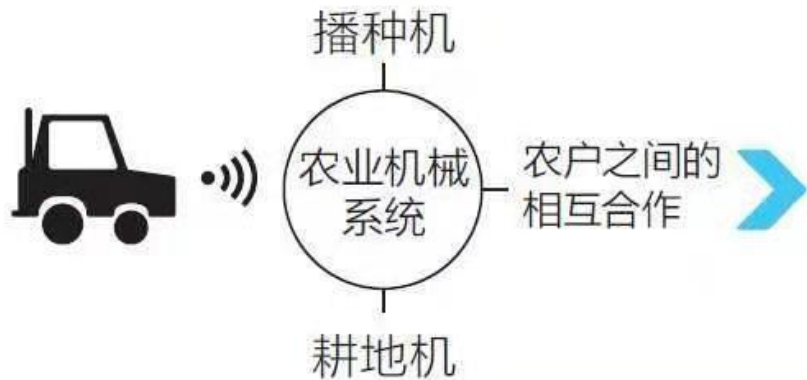 播种机
农业机械
系统
农户之间的
相互合作
耕地机